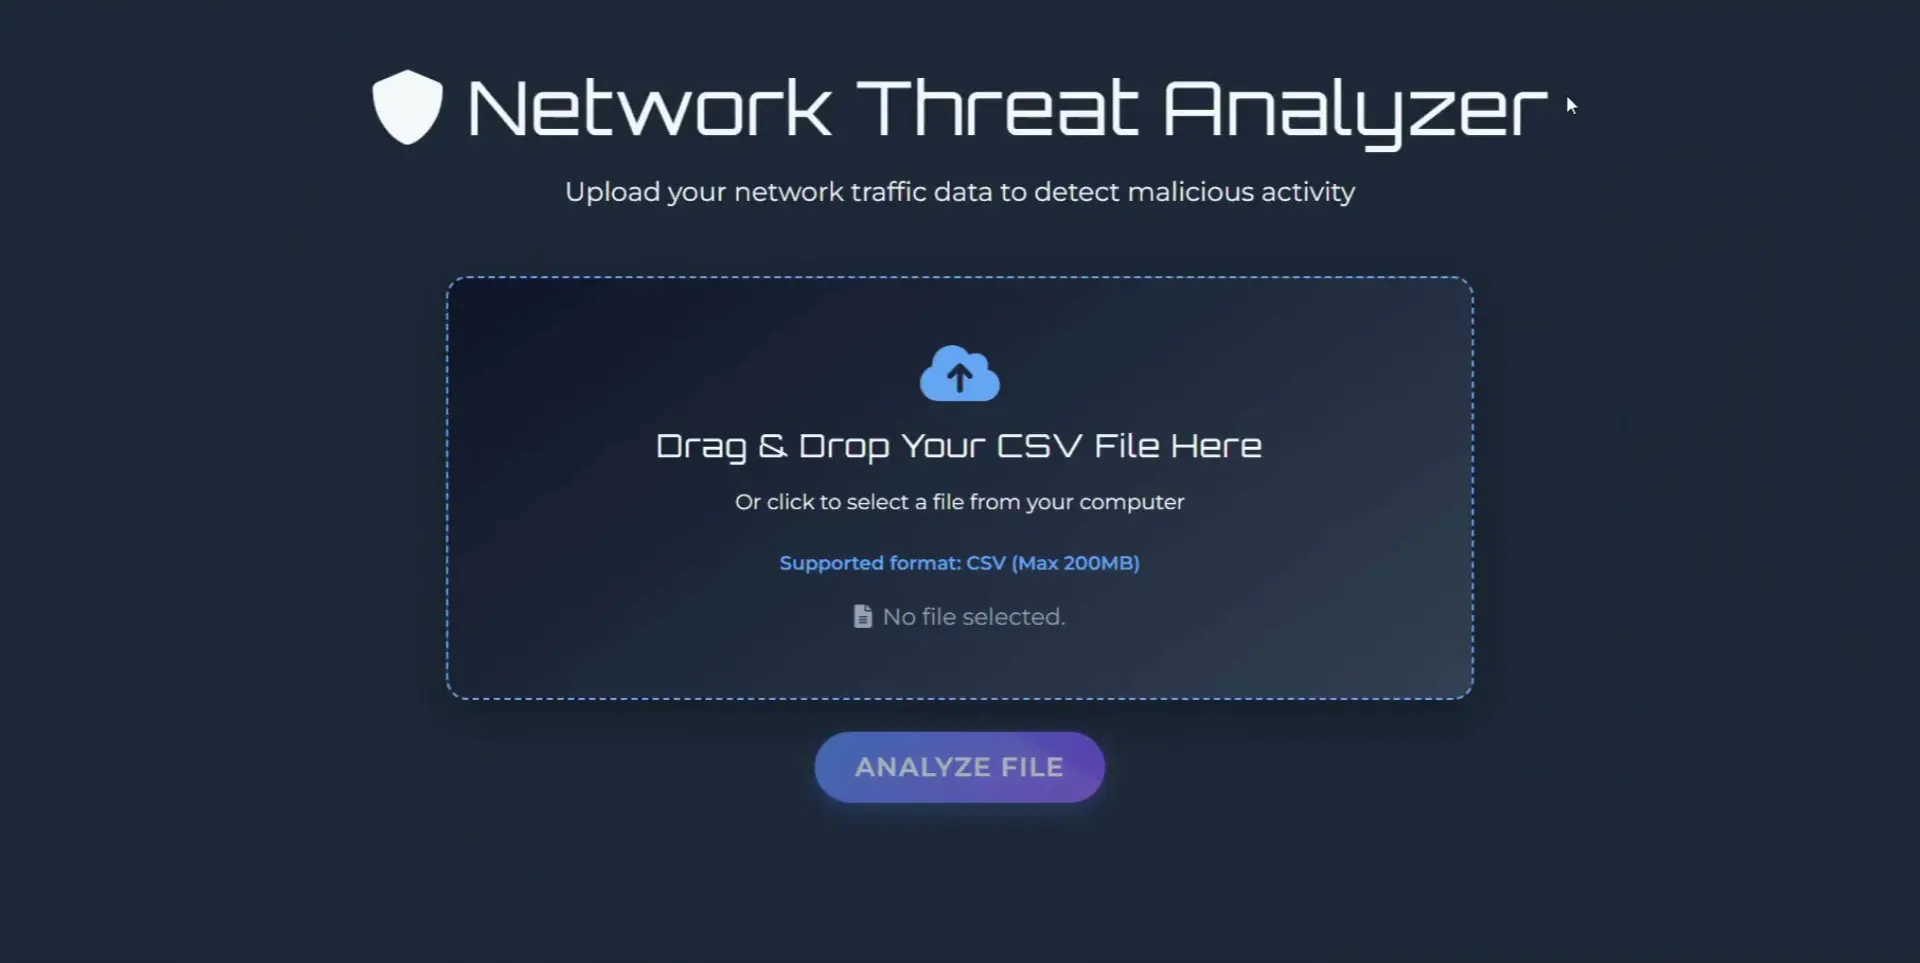 Network Threat Analyzer
Upload your network traffic data to detect malicious activity
Drag & Drop Your CSV File Here
Or click to select a file from your computer
Supported format: CSV (Max 200MB)
No file selected.
ANALYZE FILE